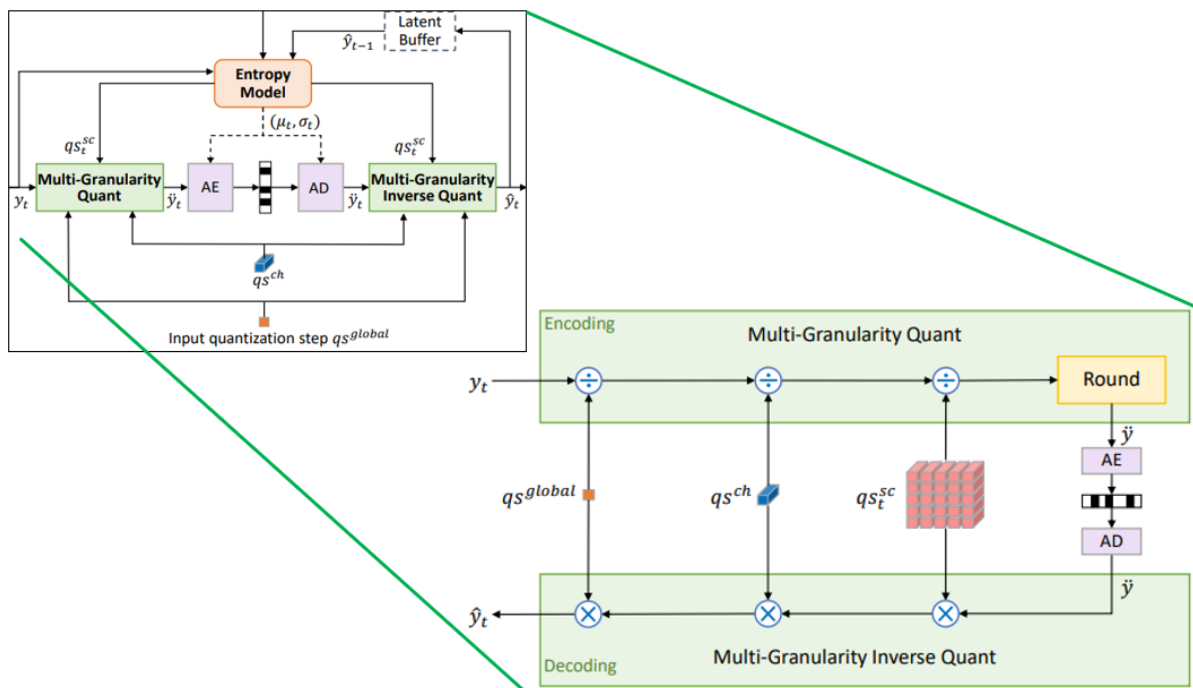 Latent
Buffer
ŷ_{t−1}
Entropy
Model
(μ_t, σ_t)
qs_t^{sc}
qs_t^{sc}
Multi-Granularity
Quant
AE
AD
Multi-Granularity
Inverse Quant
y_t
ÿ_t
ÿ_t
ŷ_t
qs^{ch}
Input quantization step qs^{global}
Encoding
Multi-Granularity Quant
y_t
Round
ÿ
AE
qs^{global}
qs^{ch}
qs_t^{sc}
AD
ÿ
ŷ_t
Multi-Granularity Inverse Quant
Decoding